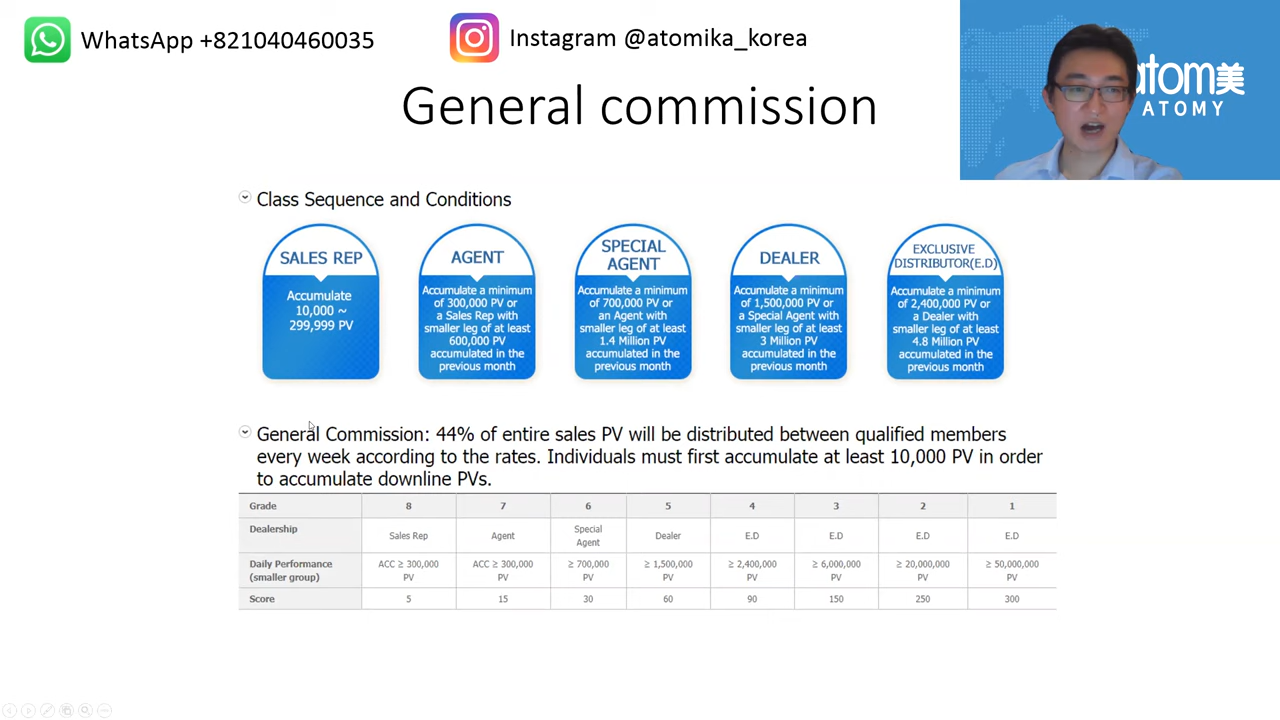 WhatsApp +821040460035
Instagram @atomika_korea
atom美
ATOMY
General commission
Class Sequence and Conditions
SALES REP
Accumulate
10,000 ~
299,999 PV
AGENT
Accumulate a minimum
of 300,000 PV or
a Sales Rep with
smaller leg of at least
600,000 PV
accumulated in the
previous month
SPECIAL
AGENT
Accumulate a minimum
of 700,000 PV or
an Agent with
smaller leg of at least
1.4 Million PV
accumulated in the
previous month
DEALER
Accumulate a minimum
of 1,500,000 PV or
a Special Agent with
smaller leg of at least
3 Million PV
accumulated in the
previous month
EXCLUSIVE
DISTRIBUTOR(E.D)
Accumulate a minimum
of 2,400,000 PV or
a Dealer with
smaller leg of at least
4.8 Million PV
accumulated in the
previous month
General Commission: 44% of entire sales PV will be distributed between qualified members
every week according to the rates. Individuals must first accumulate at least 10,000 PV in order
to accumulate downline PVs.
Grade 8 7 6 5 4 3 2 1
Dealership Sales Rep Agent Special Agent Dealer E.D E.D E.D E.D
Daily Performance (smaller group) ACC ≥ 300,000 PV ACC ≥ 300,000 PV ≥ 700,000 PV ≥ 1,500,000 PV ≥ 2,400,000 PV ≥ 6,000,000 PV ≥ 20,000,000 PV ≥ 50,000,000 PV
Score 5 15 30 60 90 150 250 300